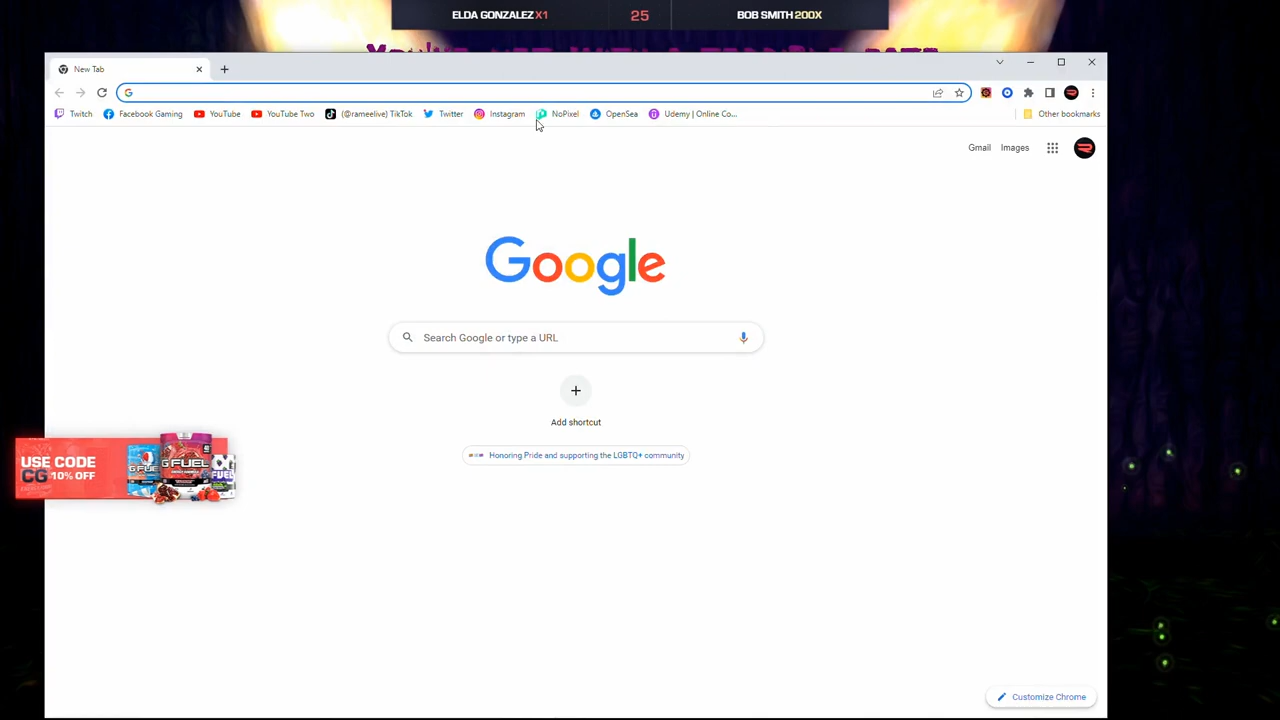 ELDA GONZALEZ X1 25 BOB SMITH 200X
New Tab
Twitch Facebook Gaming YouTube YouTube Two (@rameelive) TikTok Twitter Instagram NoPixel OpenSea Udemy | Online Co... Other bookmarks
Gmail Images
Google
Search Google or type a URL
Add shortcut
Honoring Pride and supporting the LGBTQ+ community
USE CODE
CG 10% OFF
G FUEL
Customize Chrome